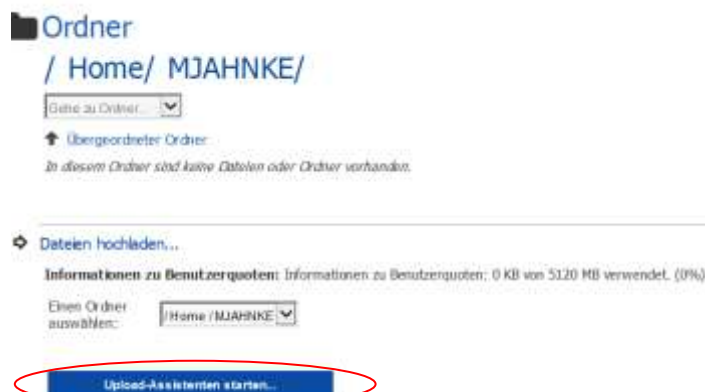 Ordner
/ Home/ MJAHNKE/
Gehe zu Ordner...
Übergeordneter Ordner
In diesem Ordner sind keine Dateien oder Ordner vorhanden.
Dateien hochladen...
Informationen zu Benutzerquoten: Informationen zu Benutzerquoten: 0 KB von 5120 MB verwendet. (0%)
Einen Ordner
auswählen:
/ Home / MJAHNKE
Upload-Assistenten starten...